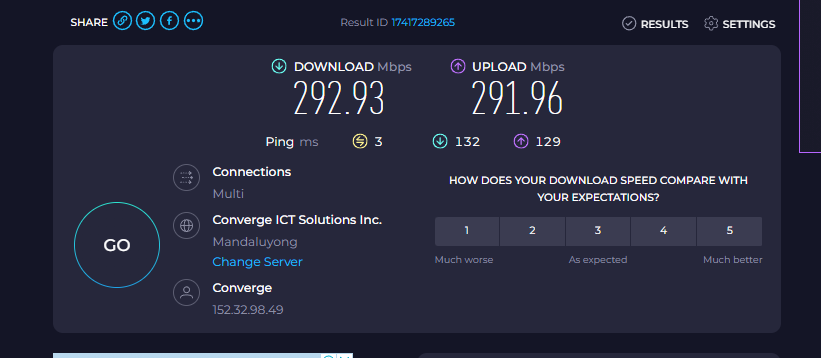 SHARE
Result ID 17417289265
RESULTS SETTINGS
DOWNLOAD Mbps
292.93
UPLOAD Mbps
291.96
Ping ms 3 132 129
Connections
Multi
Converge ICT Solutions Inc.
Mandaluyong
Change Server
Converge
152.32.98.49
GO
HOW DOES YOUR DOWNLOAD SPEED COMPARE WITH
YOUR EXPECTATIONS?
1 2 3 4 5
Much worse As expected Much better